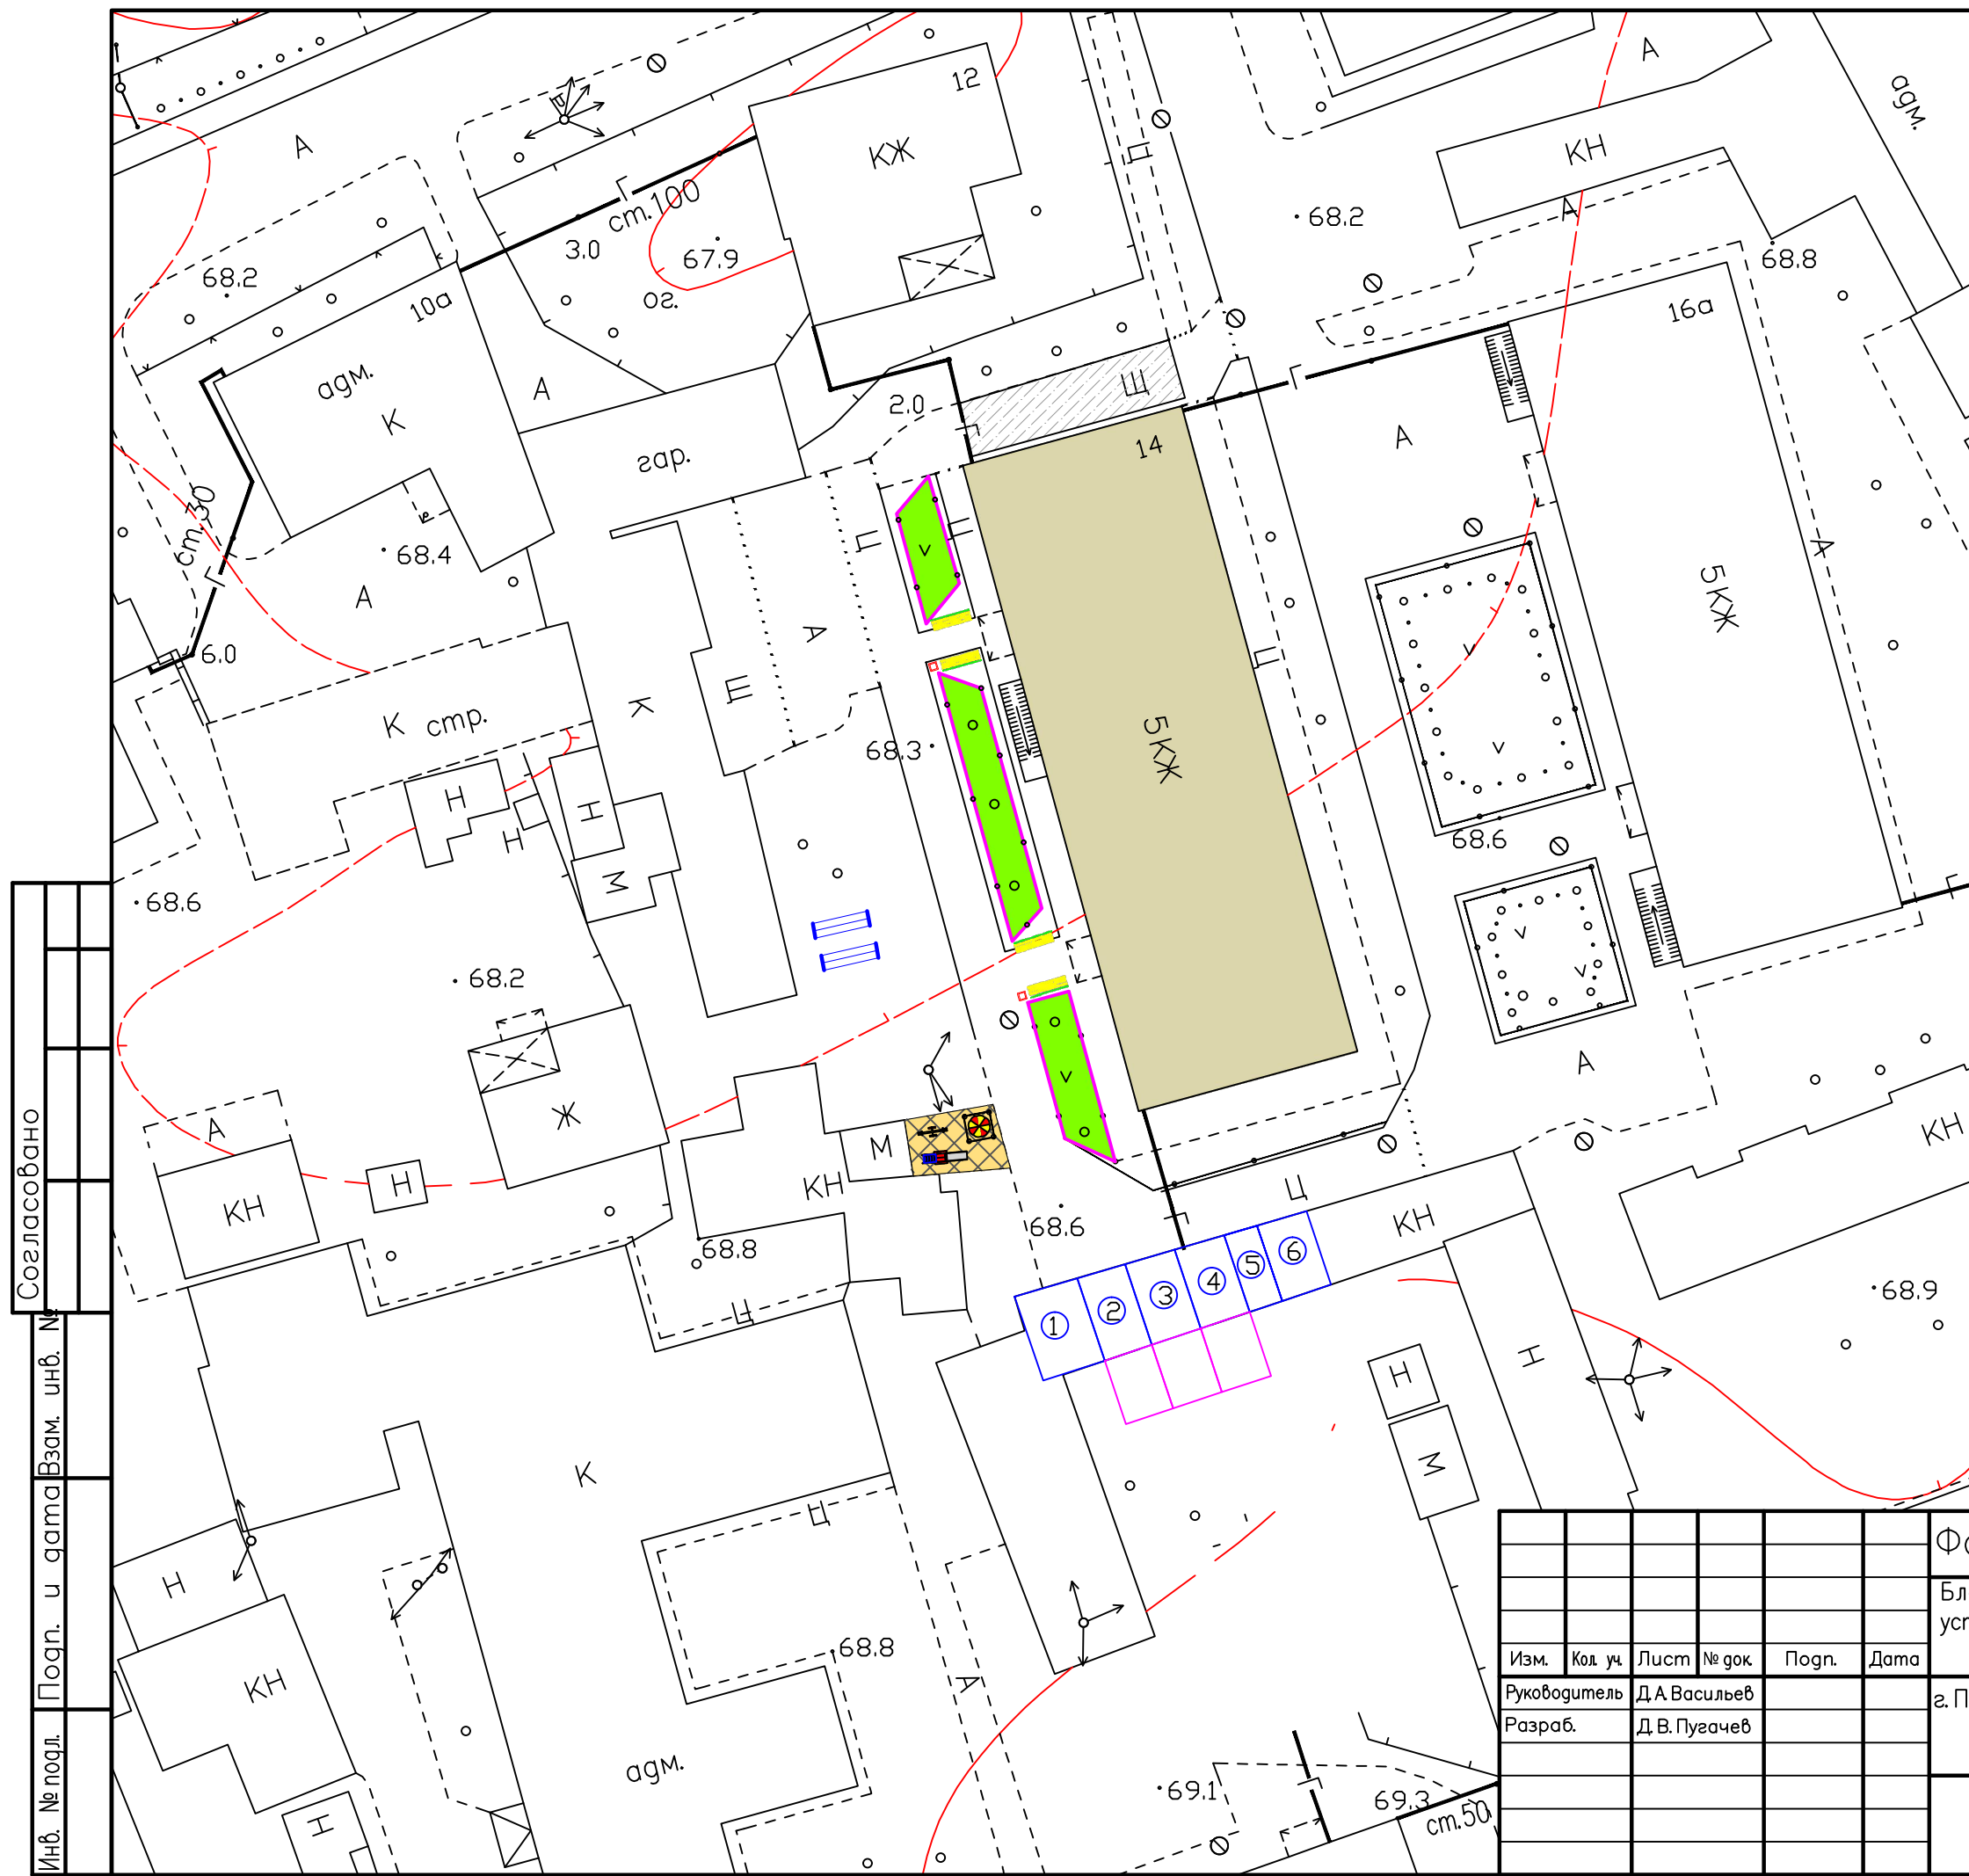 12
А
КЖ
А
адм.
КН
А
ст.100
Ц
68.2
3.0
67.9
68.8
68.2
ог.
10а
16а
адм.
К
А
2.0
Щ
14
А
гар.
ст.30
Ц
Ц
68.4
А
А
5КЖ
А
6.0
Ц
К
К стр.
Ш
68.3
5КЖ
Н
Н
Н
68.6
М
68.6
68.2
Ж
А
А
М
КН
Н
КН
КН
Ц
68.6
КН
68.8
6
5
4
3
2
1
68.9
Ц
Н
Н
М
К
Ц
Н
68.8
КН
А
адм.
69.1
69.3
ст.50
Н
Согласовано
Взам. инв. №
Подп. и дата
Инв. № подл.
Изм. Кол. уч. Лист № док. Подп. Дата
Руководитель Д.А.Васильев
Разраб. Д.В.Пугачев